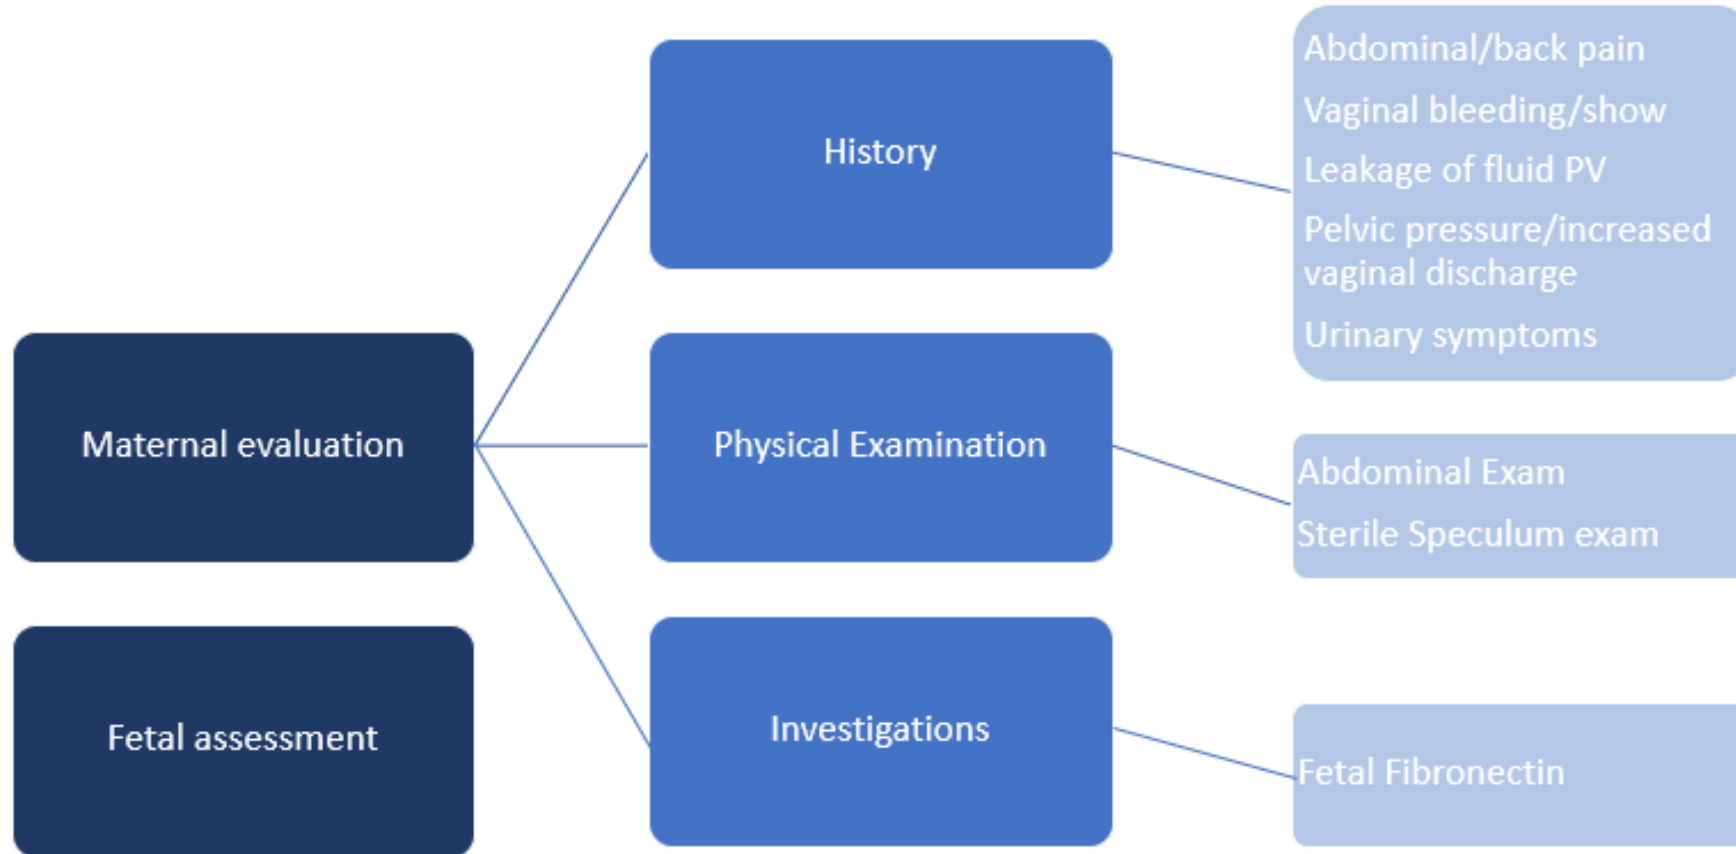 Maternal evaluation
Fetal assessment
History
Physical Examination
Investigations
Abdominal/back pain
Vaginal bleeding/show
Leakage of fluid PV
Pelvic pressure/increased
vaginal discharge
Urinary symptoms
Abdominal Exam
Sterile Speculum exam
Fetal Fibronectin